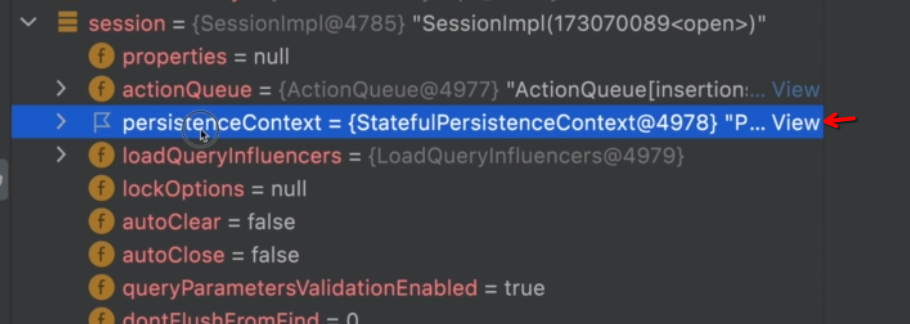 session = {SessionImpl@4785} "SessionImpl(173070089<open>)"
f properties = null
f actionQueue = {ActionQueue@4977} "ActionQueue[insertion:... View
persistenceContext = {StatefulPersistenceContext@4978} "P... View
f loadQueryInfluencers = {LoadQueryInfluencers@4979}
f lockOptions = null
f autoClear = false
f autoClose = false
f queryParametersValidationEnabled = true
f dontFlushFromFind = 0